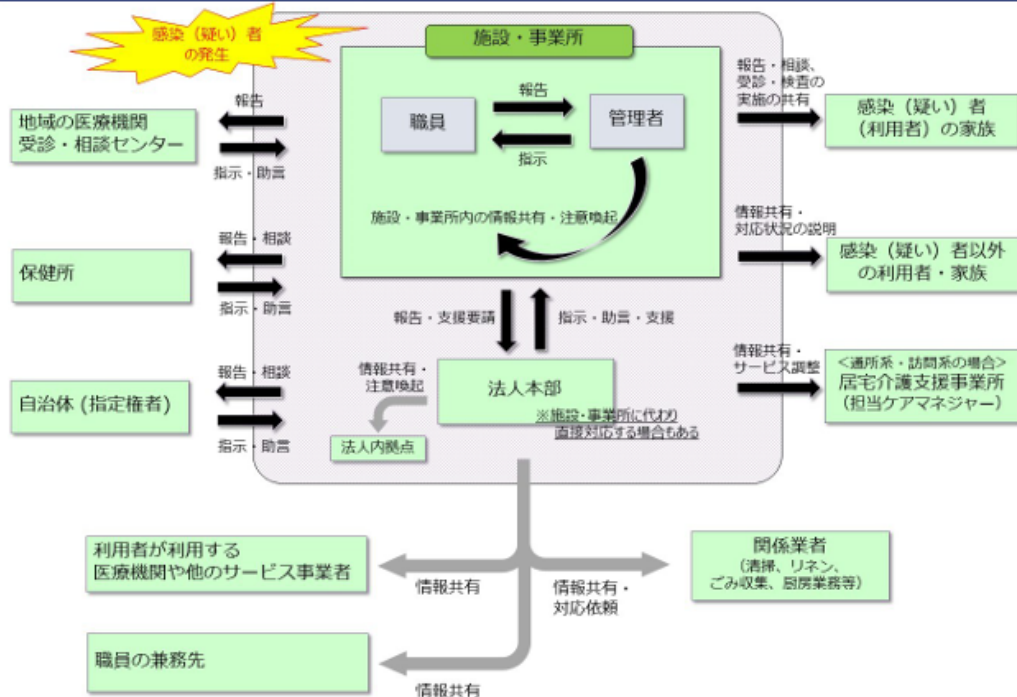 感染（疑い）者
の発生
施設・事業所
職員
報告
指示
管理者
施設・事業所内の情報共有・注意喚起
地域の医療機関
受診・相談センター
報告
指示・助言
保健所
報告・相談
指示・助言
自治体 (指定権者)
報告・相談
指示・助言
報告・相談、
受診・検査の
実施の共有
感染（疑い）者
（利用者）の家族
情報共有・
対応状況の説明
感染（疑い）者以外
の利用者・家族
情報共有・
サービス調整
＜通所系・訪問系の場合＞
居宅介護支援事業所
（担当ケアマネジャー）
報告・支援要請
指示・助言・支援
法人本部
※施設・事業所に代わり
直接対応する場合もある
情報共有・
注意喚起
法人内拠点
利用者が利用する
医療機関や他のサービス事業者
情報共有
情報共有・
対応依頼
関係業者
（清掃、リネン、
ごみ収集、厨房業務等）
職員の兼務先
情報共有